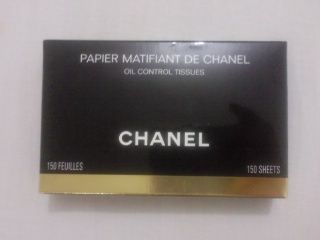 PAPIER MATIFIANT DE CHANEL
OIL CONTROL TISSUES
CHANEL
150 FEUILLES 150 SHEETS